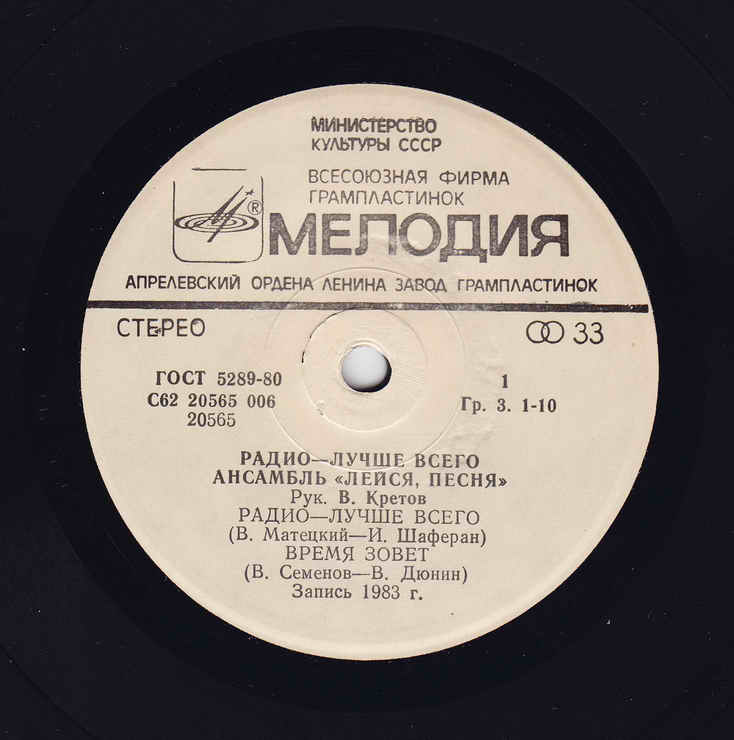 МИНИСТЕРСТВО
КУЛЬТУРЫ СССР
ВСЕСОЮЗНАЯ ФИРМА
ГРАМПЛАСТИНОК
®
МЕЛОДИЯ
АПРЕЛЕВСКИЙ ОРДЕНА ЛЕНИНА ЗАВОД ГРАМПЛАСТИНОК
СТЕРЕО
33
ГОСТ 5289-80
1
С62 20565 006
Гр. 3. 1-10
20565
РАДИО—ЛУЧШЕ ВСЕГО
АНСАМБЛЬ «ЛЕЙСЯ, ПЕСНЯ»
Рук. В. Кретов
РАДИО—ЛУЧШЕ ВСЕГО
(В. Матецкий—И. Шаферан)
ВРЕМЯ ЗОВЕТ
(В. Семенов—В. Дюнин)
Запись 1983 г.